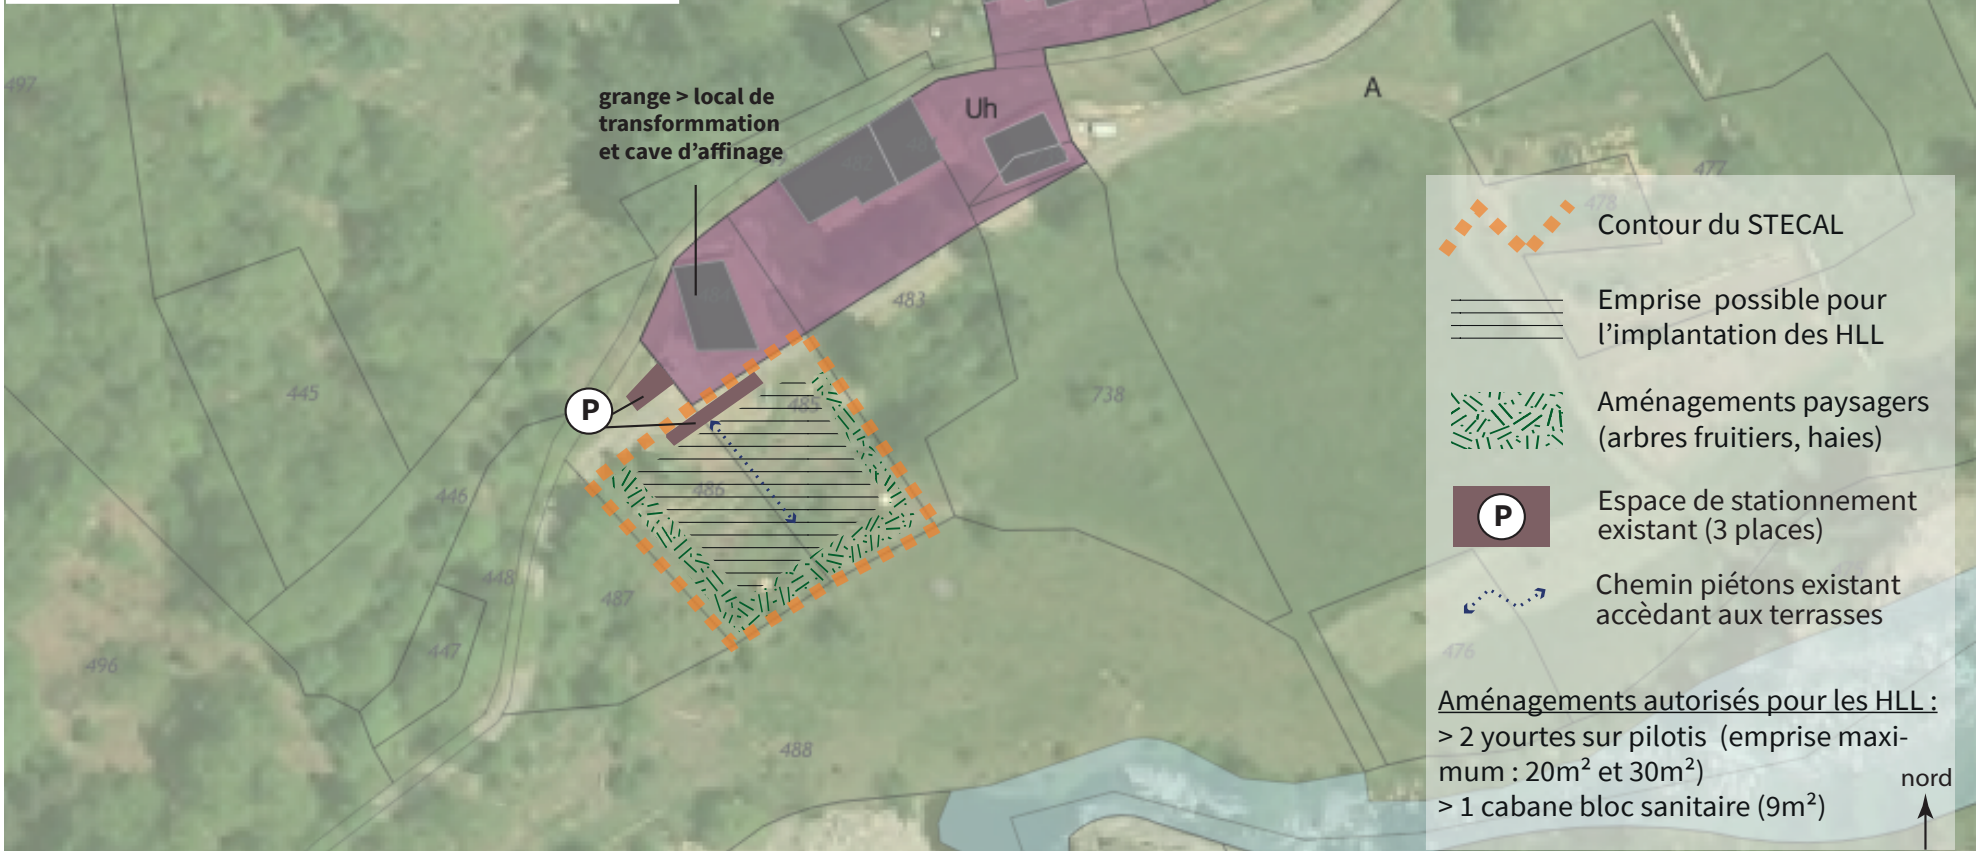 497
grange > local de
transformmation
et cave d'affinage
Uh
A
477
478
483
445
738
485
486
446
448
487
447
496
476
488
P
Contour du STECAL
Emprise possible pour
l'implantation des HLL
Aménagements paysagers
(arbres fruitiers, haies)
P
Espace de stationnement
existant (3 places)
Chemin piétons existant
accèdant aux terrasses
Aménagements autorisés pour les HLL :
> 2 yourtes sur pilotis (emprise maxi-
mum : 20m² et 30m²)
> 1 cabane bloc sanitaire (9m²)
nord